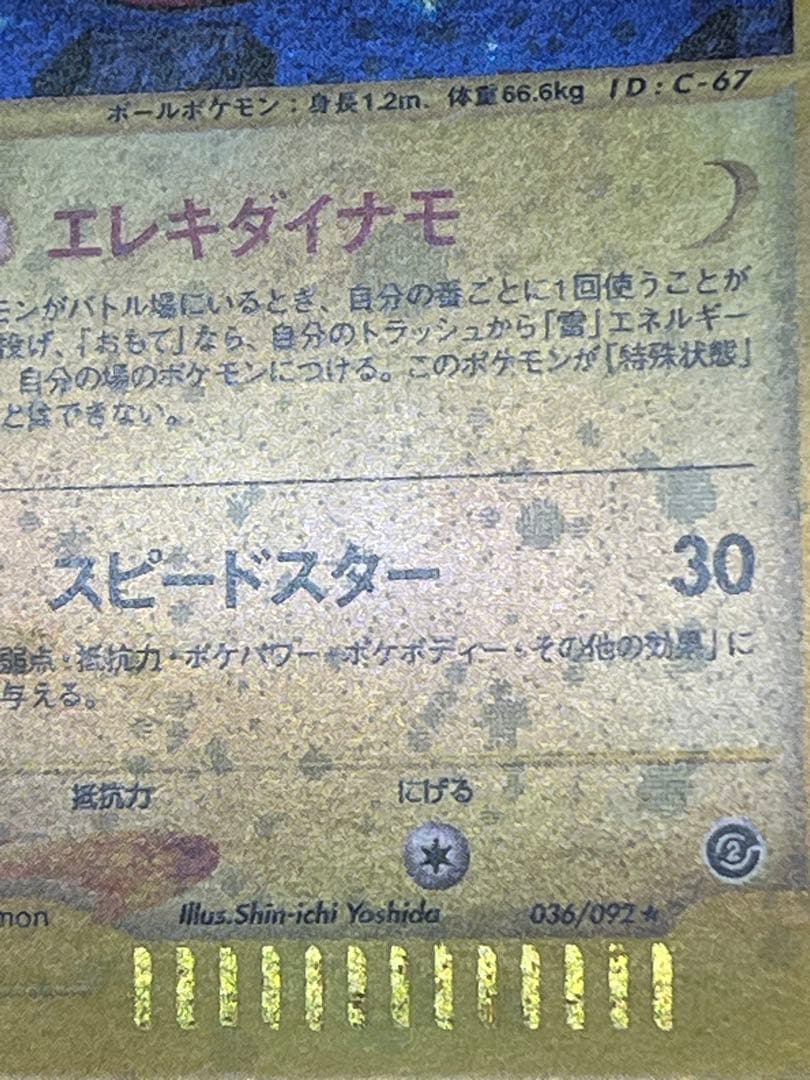 ボールポケモン：身長1.2m、体重66.6kg ID:C-67
エレキダイナモ
モンがバトル場にいるとき、自分の番ごとに1回使うことが
投げ、「おもて」なら、自分のトラッシュから「雷」エネルギー
自分の場のポケモンにつける。このポケモンが「特殊状態」
とはできない。
スピードスター 30
弱点・抵抗力・ポケパワー・ポケボディー・その他の効果」に
与える。
抵抗力 にげる
2
mon Illus.Shin-ichi Yoshida 036/092★